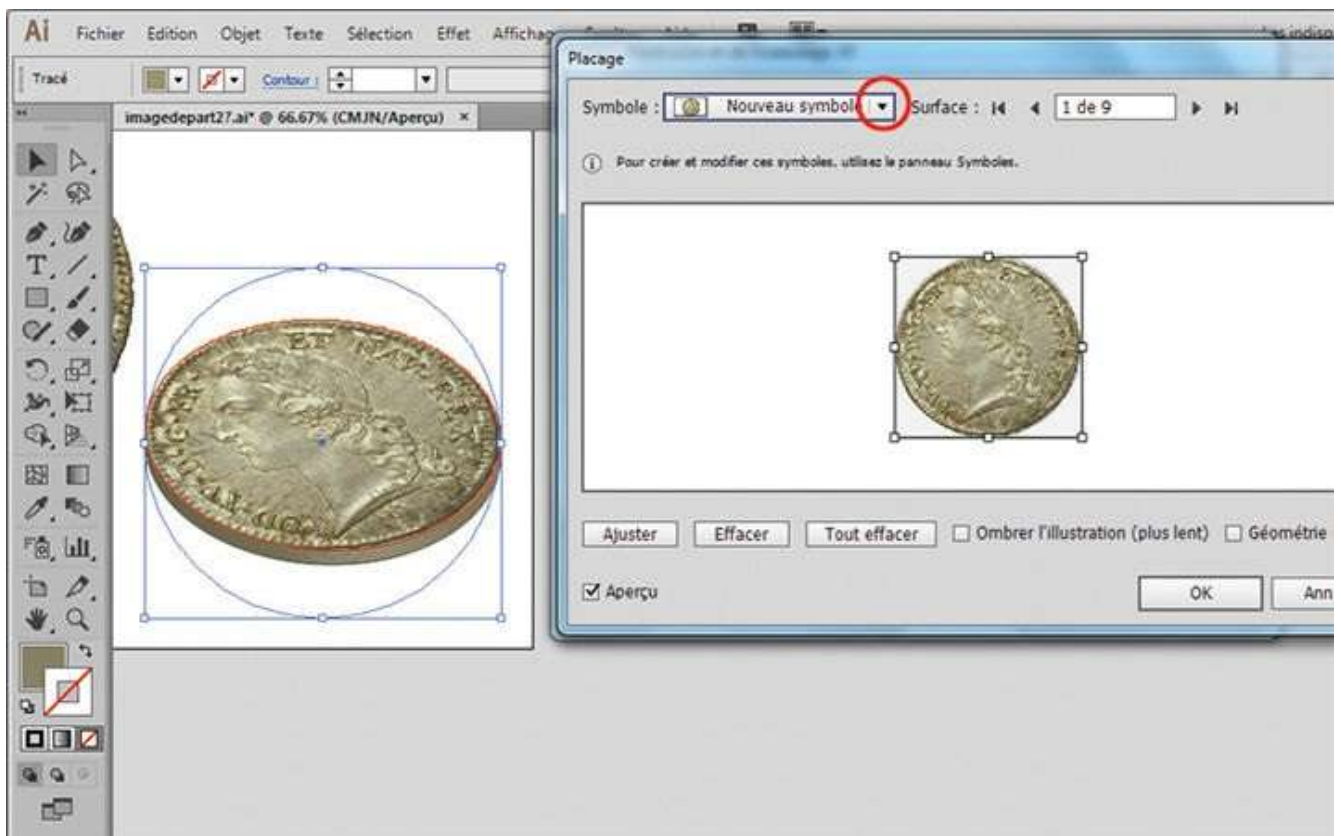 Ai Fichier Edition Objet Texte Sélection Effet Affichag
Tracé Contour :
imagedepart27.ai* @ 66.67% (CMJN/Aperçu) ×
Placage
Symbole : Nouveau symbole Surface : 1 de 9
Pour créer et modifier ces symboles, utilisez le panneau Symboles.
ET NAV. REX
Ajuster Effacer Tout effacer Ombrer l'illustration (plus lent) Géométrie
Aperçu OK Ann